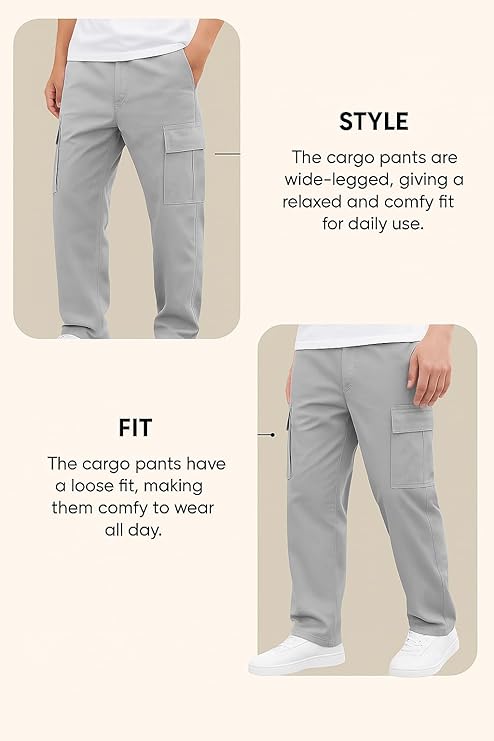 STYLE
The cargo pants are
wide-legged, giving a
relaxed and comfy fit
for daily use.
FIT
The cargo pants have
a loose fit, making
them comfy to wear
all day.